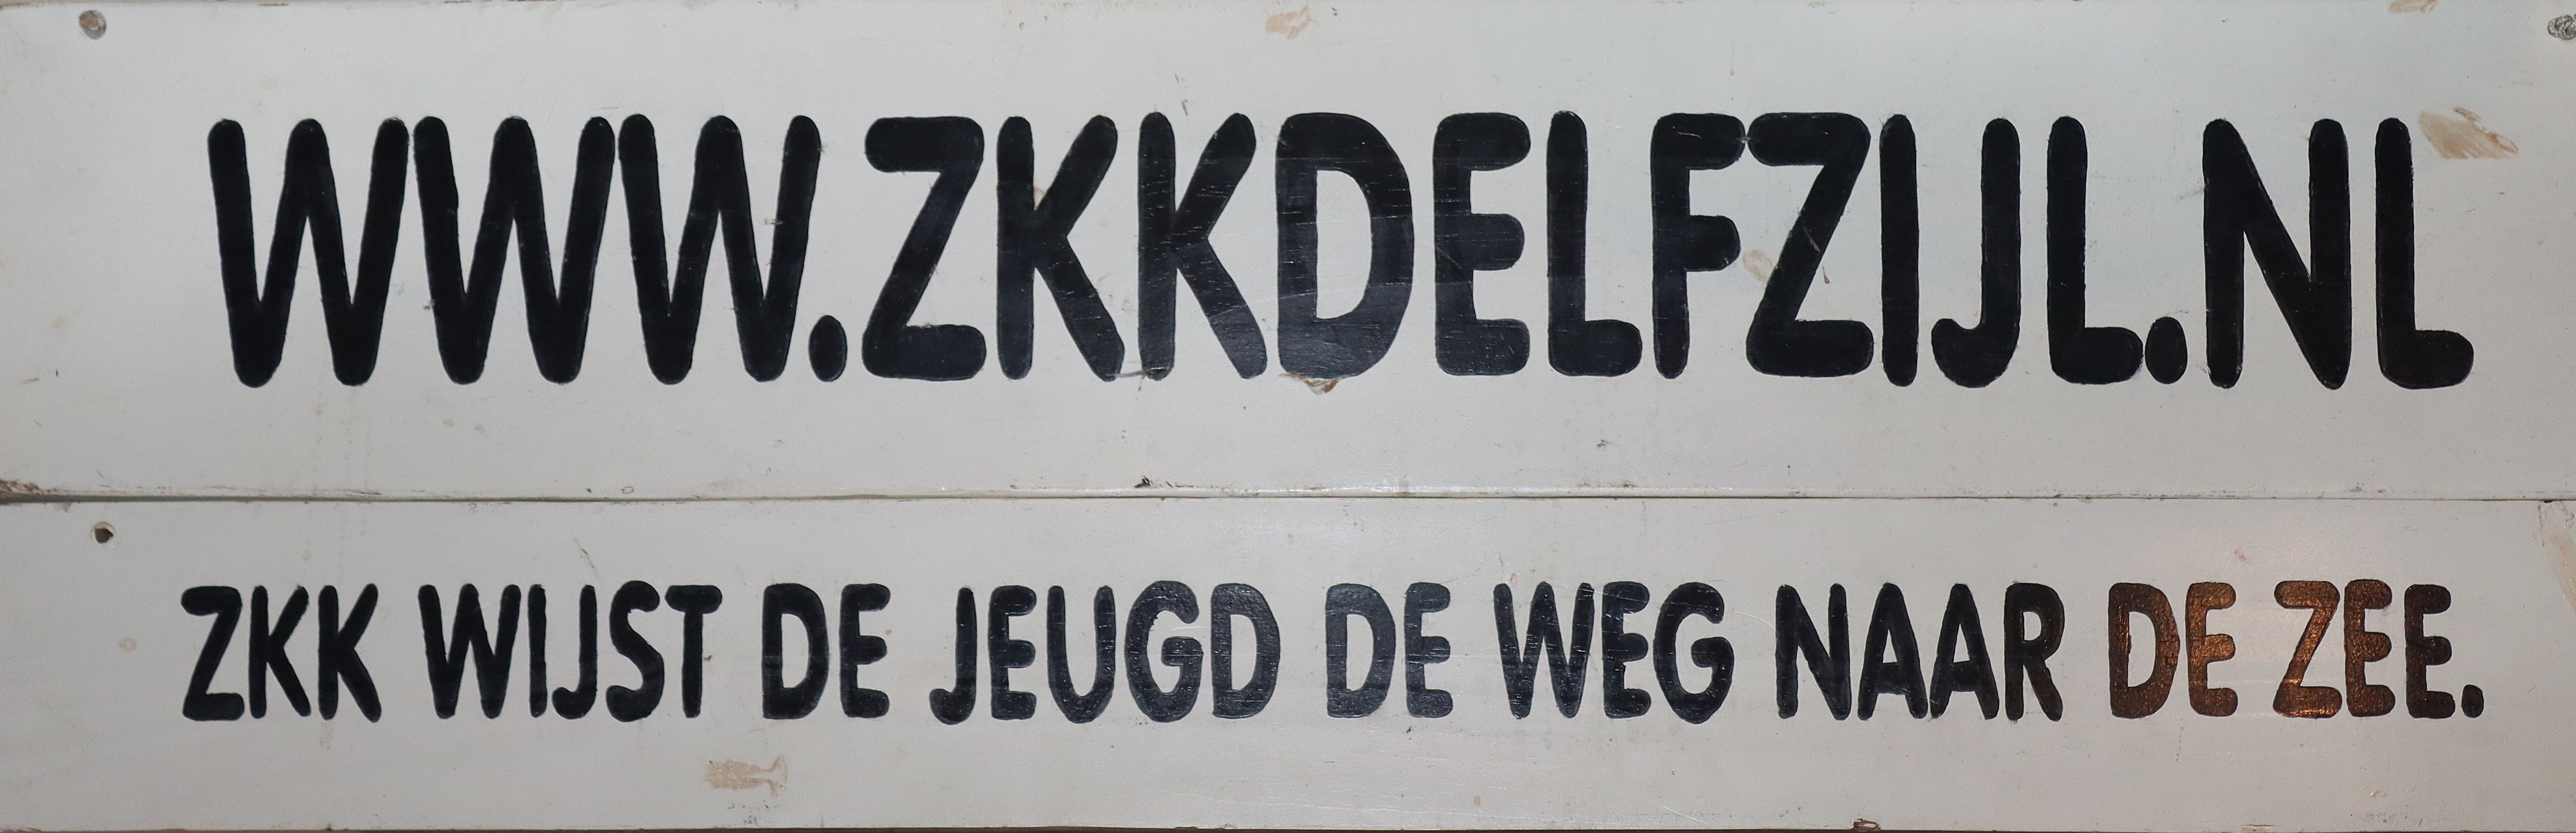 WWW.ZKKDELFZIJL.NL
ZKK WIJST DE JEUGD DE WEG NAAR DE ZEE.